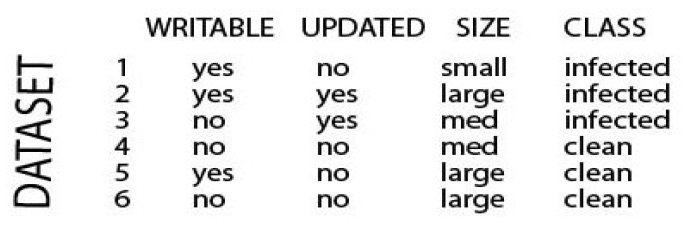 DATASET
WRITABLE UPDATED SIZE CLASS
1 yes no small infected
2 yes yes large infected
3 no yes med infected
4 no no med clean
5 yes no large clean
6 no no large clean